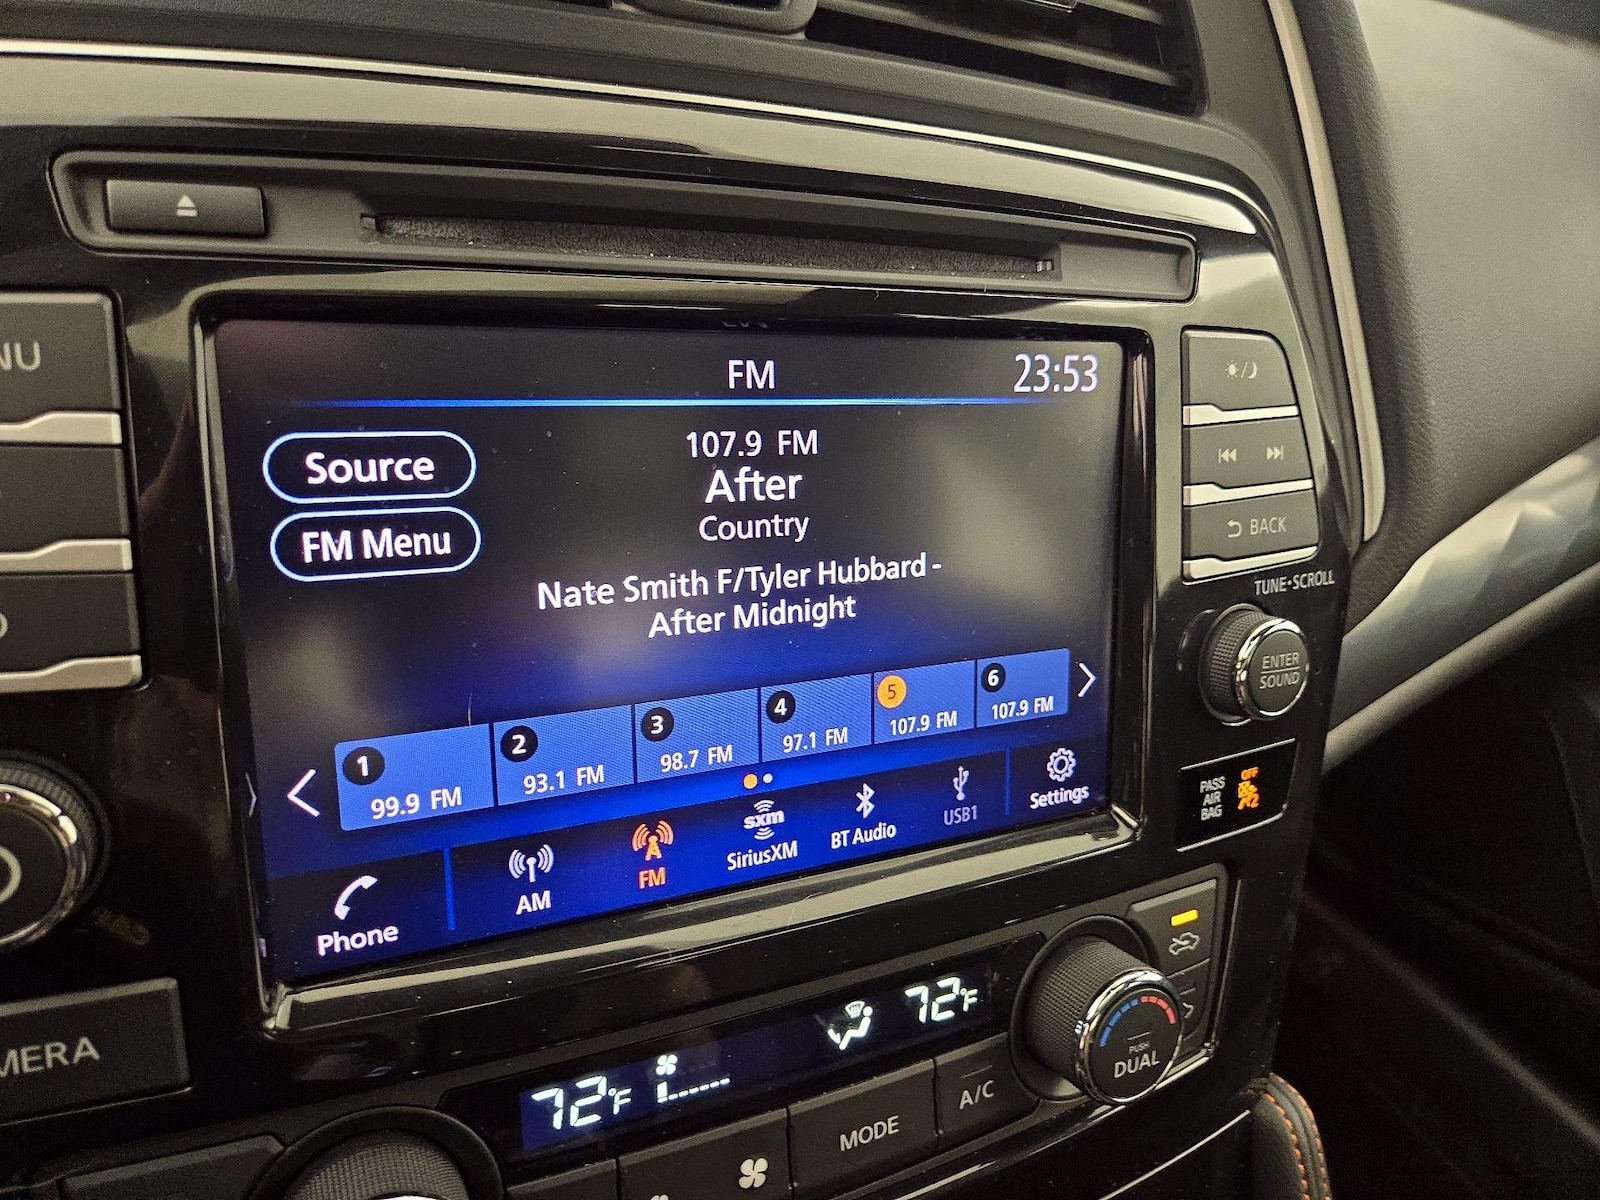 NU
FM
23:53
Source
FM Menu
107.9 FM
After
Country
Nate Smith F/Tyler Hubbard -
After Midnight
1
99.9 FM
2
93.1 FM
3
98.7 FM
4
97.1 FM
5
107.9 FM
6
107.9 FM
Phone
AM
FM
sxm
SiriusXM
BT Audio
USB1
Settings
BACK
TUNE•SCROLL
ENTER
SOUND
PASS
AIR
BAG
OFF
2
MERA
72°F
72°F
MODE
A/C
PUSH
DUAL